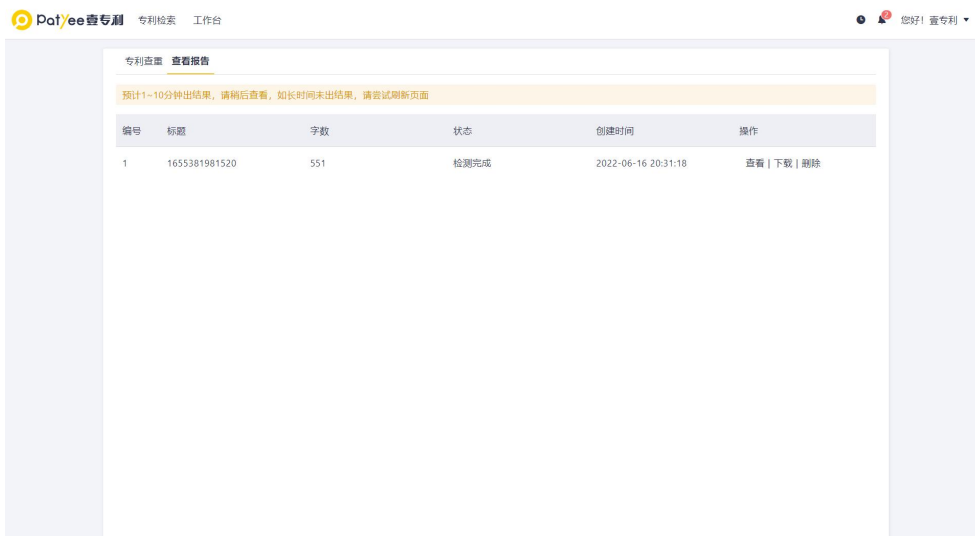 PatYee壹专利 专利检索 工作台 2 您好！壹专利
专利查重 查看报告
预计1~10分钟出结果，请稍后查看，如长时间未出结果，请尝试刷新页面
编号 标题 字数 状态 创建时间 操作
1 1655381981520 551 检测完成 2022-06-16 20:31:18 查看 | 下载 | 删除